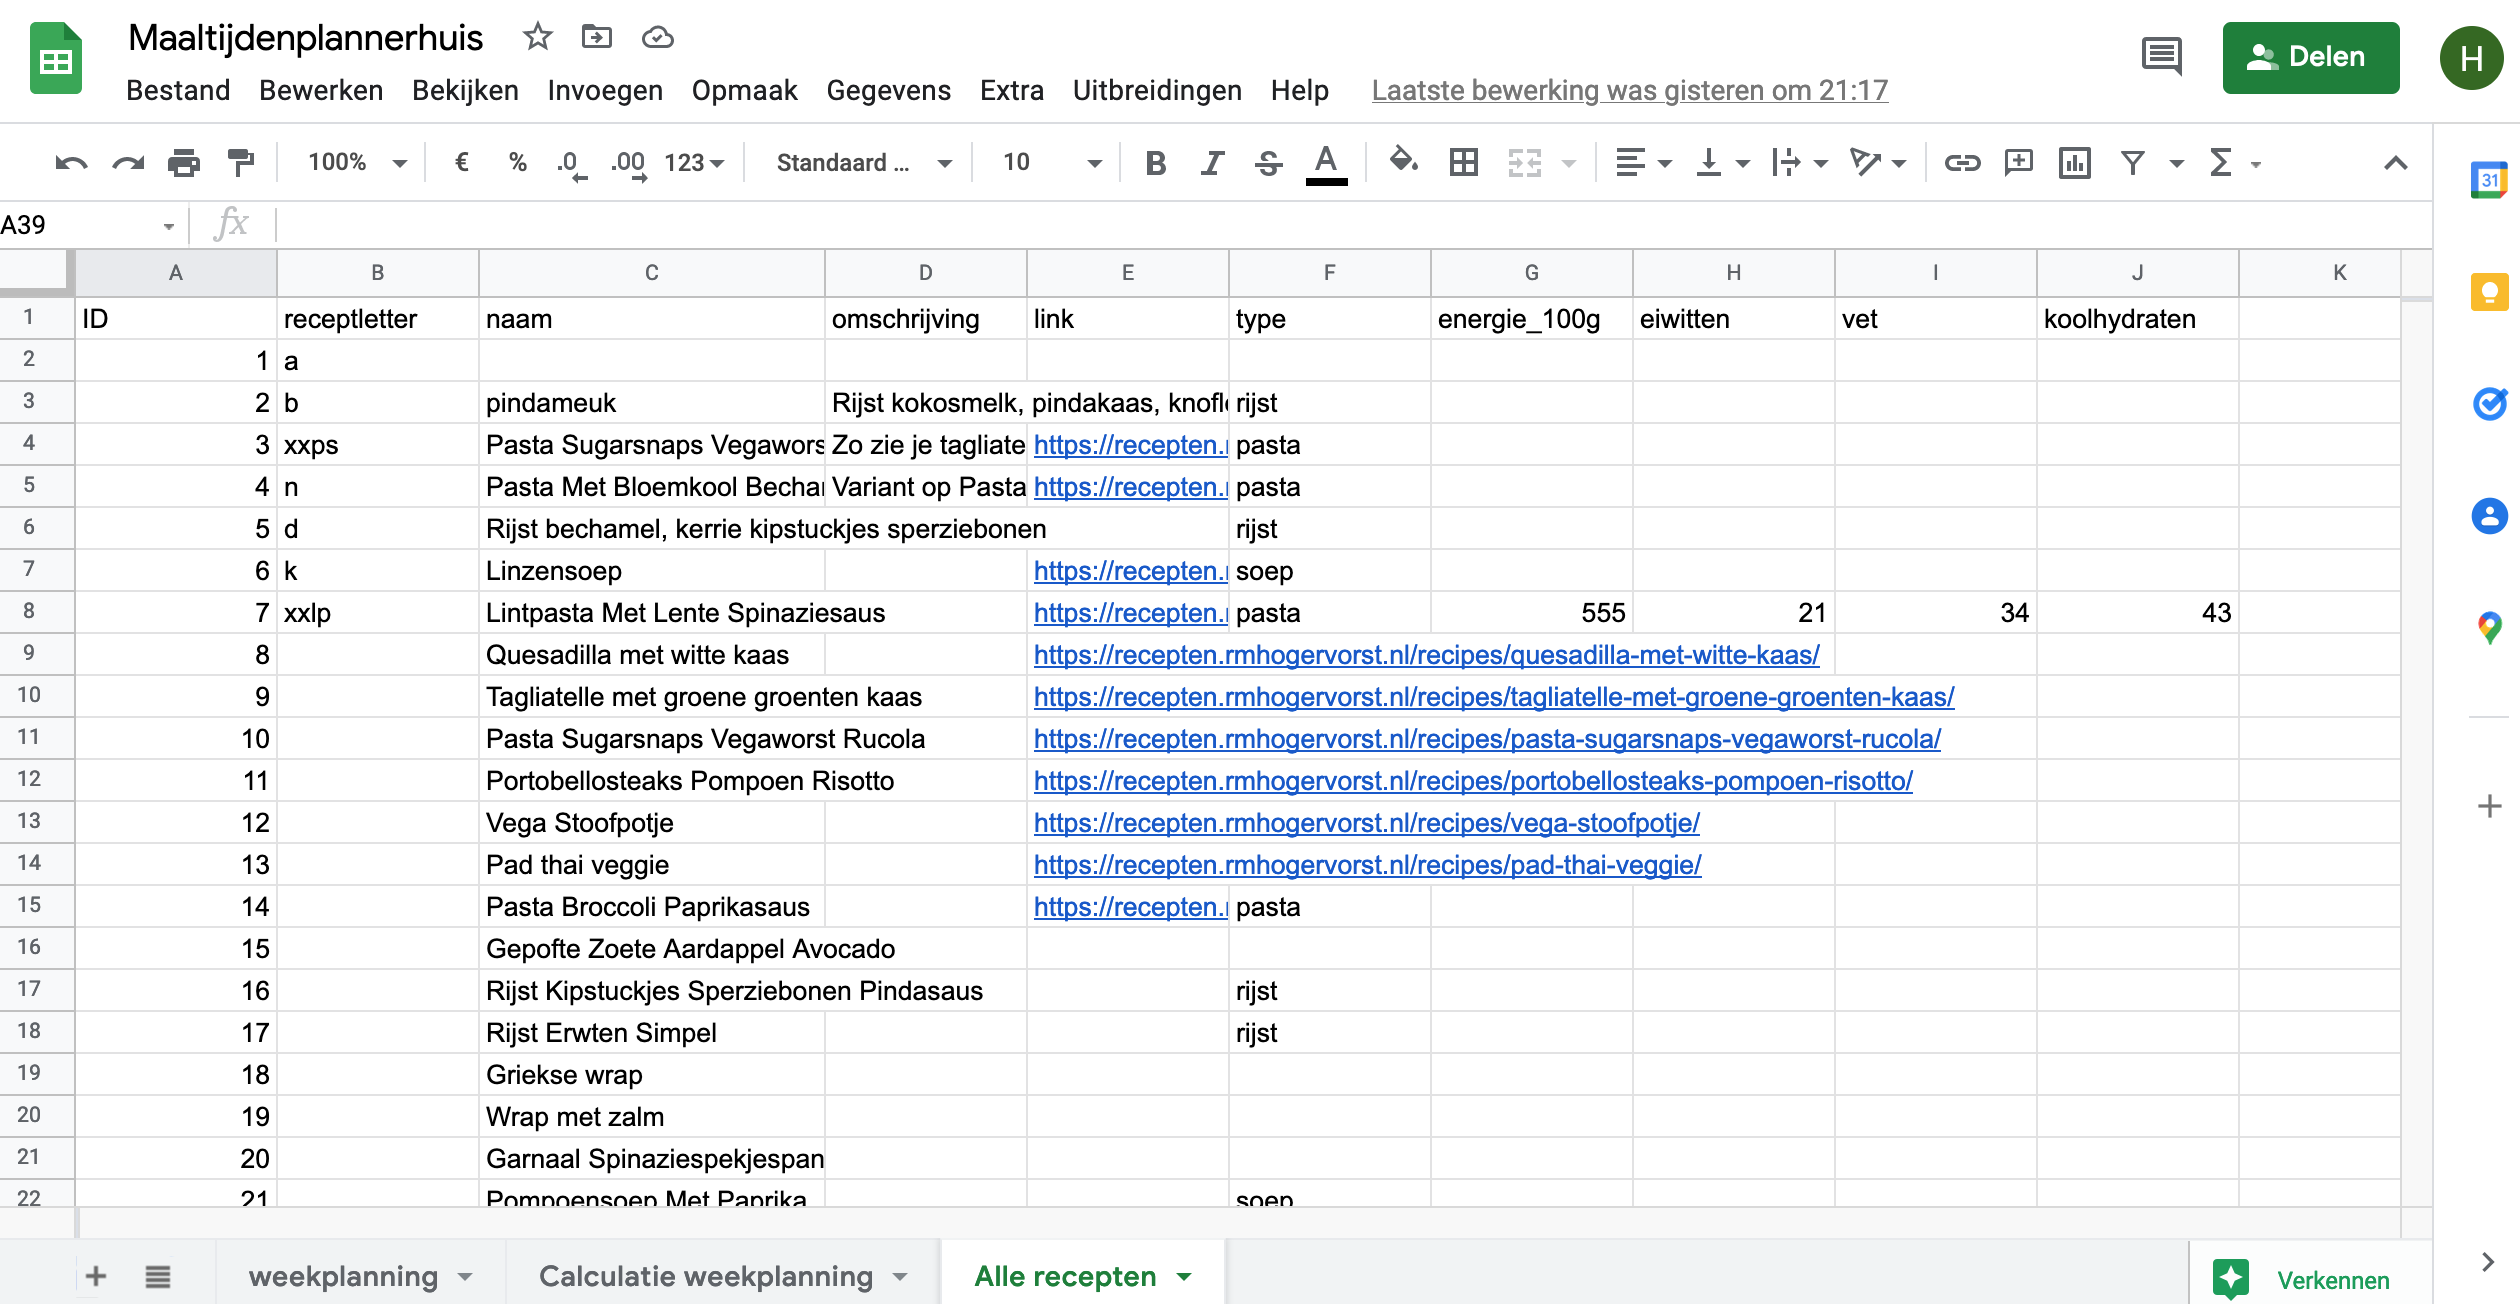 Maaltijdenplannerhuis
Delen
H
Bestand Bewerken Bekijken Invoegen Opmaak Gegevens Extra Uitbreidingen Help Laatste bewerking was gisteren om 21:17
100% € % .0 .00 123 Standaard ... 10 B I S A
31
A39 fx
A B C D E F G H I J K
1 ID receptletter naam omschrijving link type energie_100g eiwitten vet koolhydraten
2 1 a
3 2 b pindameuk Rijst kokosmelk, pindakaas, knofl rijst
4 3 xxps Pasta Sugarsnaps Vegawors Zo zie je tagliate https://recepten. pasta
5 4 n Pasta Met Bloemkool Becha Variant op Pasta https://recepten. pasta
6 5 d Rijst bechamel, kerrie kipstuckjes sperziebonen rijst
7 6 k Linzensoep https://recepten. soep
8 7 xxlp Lintpasta Met Lente Spinaziesaus https://recepten. pasta 555 21 34 43
9 8 Quesadilla met witte kaas https://recepten.rmhogervorst.nl/recipes/quesadilla-met-witte-kaas/
10 9 Tagliatelle met groene groenten kaas https://recepten.rmhogervorst.nl/recipes/tagliatelle-met-groene-groenten-kaas/
11 10 Pasta Sugarsnaps Vegaworst Rucola https://recepten.rmhogervorst.nl/recipes/pasta-sugarsnaps-vegaworst-rucola/
12 11 Portobellosteaks Pompoen Risotto https://recepten.rmhogervorst.nl/recipes/portobellosteaks-pompoen-risotto/
13 12 Vega Stoofpotje https://recepten.rmhogervorst.nl/recipes/vega-stoofpotje/
14 13 Pad thai veggie https://recepten.rmhogervorst.nl/recipes/pad-thai-veggie/
15 14 Pasta Broccoli Paprikasaus https://recepten. pasta
16 15 Gepofte Zoete Aardappel Avocado
17 16 Rijst Kipstuckjes Sperziebonen Pindasaus rijst
18 17 Rijst Erwten Simpel rijst
19 18 Griekse wrap
20 19 Wrap met zalm
21 20 Garnaal Spinaziespekjespan
22 21 Pompoensoep Met Paprika soep
weekplanning Calculatie weekplanning Alle recepten Verkennen